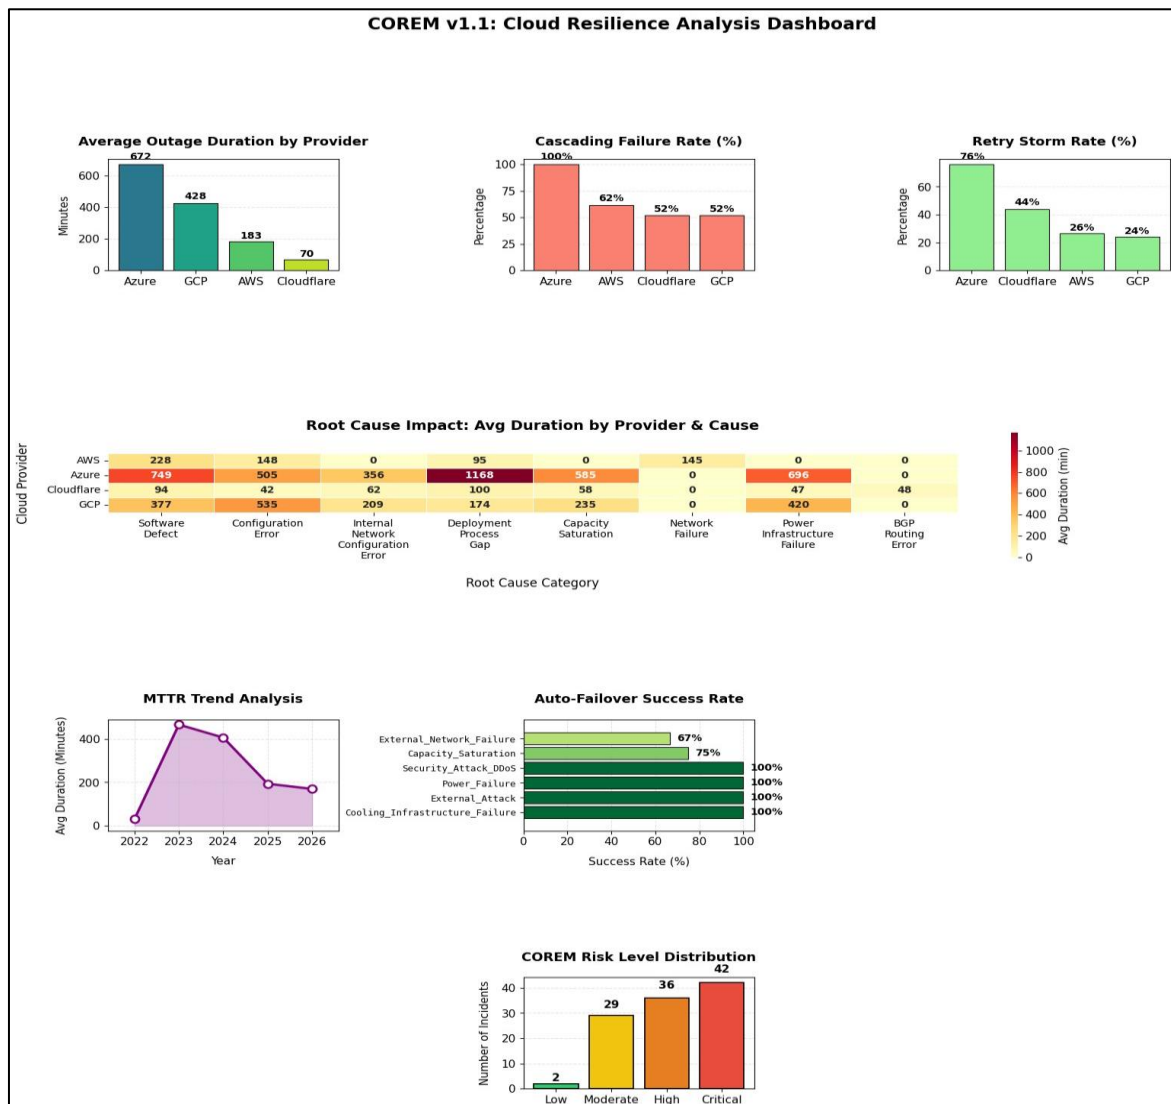 COREM v1.1: Cloud Resilience Analysis Dashboard
Average Outage Duration by Provider
Minutes
600
400
200
0
672
428
183
70
Azure GCP AWS Cloudflare
Cascading Failure Rate (%)
Percentage
100
75
50
25
0
100%
62%
52%
52%
Azure AWS Cloudflare GCP
Retry Storm Rate (%)
Percentage
60
40
20
0
76%
44%
26%
24%
Azure Cloudflare AWS GCP
Root Cause Impact: Avg Duration by Provider & Cause
Cloud Provider
AWS 228 148 0 95 0 145 0 0
Azure 749 505 356 1168 585 0 696 0
Cloudflare 94 42 62 100 58 0 47 48
GCP 377 535 209 174 235 0 420 0
Software
Defect
Configuration
Error
Internal
Network
Configuration
Error
Deployment
Process
Gap
Capacity
Saturation
Network
Failure
Power
Infrastructure
Failure
BGP
Routing
Error
Root Cause Category
1000
800
600
400
200
0
Avg Duration (min)
MTTR Trend Analysis
Avg Duration (Minutes)
400
200
0
2022 2023 2024 2025 2026
Year
Auto-Failover Success Rate
External_Network_Failure 67%
Capacity_Saturation 75%
Security_Attack_DDoS 100%
Power_Failure 100%
External_Attack 100%
Cooling_Infrastructure_Failure 100%
0 20 40 60 80 100
Success Rate (%)
COREM Risk Level Distribution
Number of Incidents
40
30
20
10
0
2
29
36
42
Low Moderate High Critical